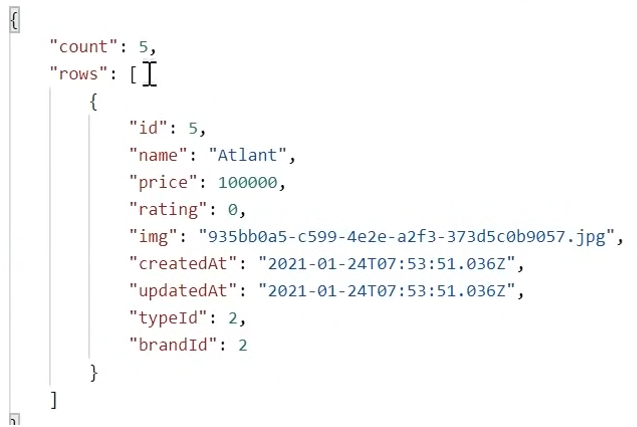 {
"count": 5,
"rows": [
{
"id": 5,
"name": "Atlant",
"price": 100000,
"rating": 0,
"img": "935bb0a5-c599-4e2e-a2f3-373d5c0b9057.jpg",
"createdAt": "2021-01-24T07:53:51.036Z",
"updatedAt": "2021-01-24T07:53:51.036Z",
"typeId": 2,
"brandId": 2
}
]
}